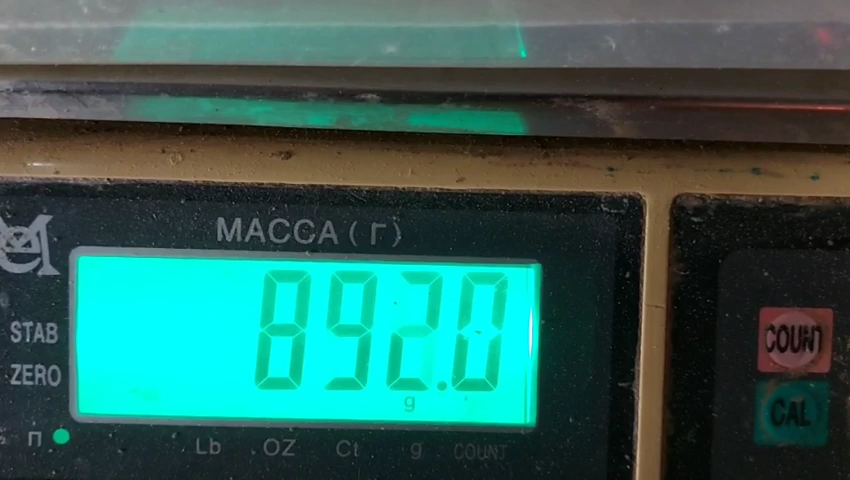 МАССА ( Г )
892.0
g
STAB
ZERO
COUNT
CAL
П
Lb OZ Ct g COUNT